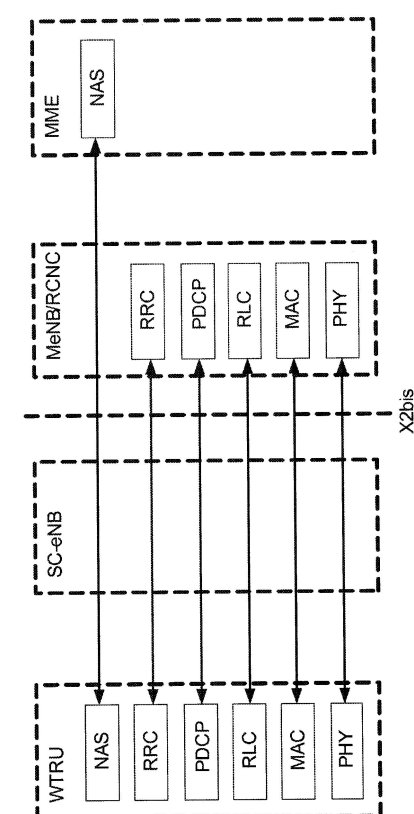 WTRU
NAS
RRC
PDCP
RLC
MAC
PHY
SC-eNB
X2bis
MeNB/RCNC
RRC
PDCP
RLC
MAC
PHY
MME
NAS